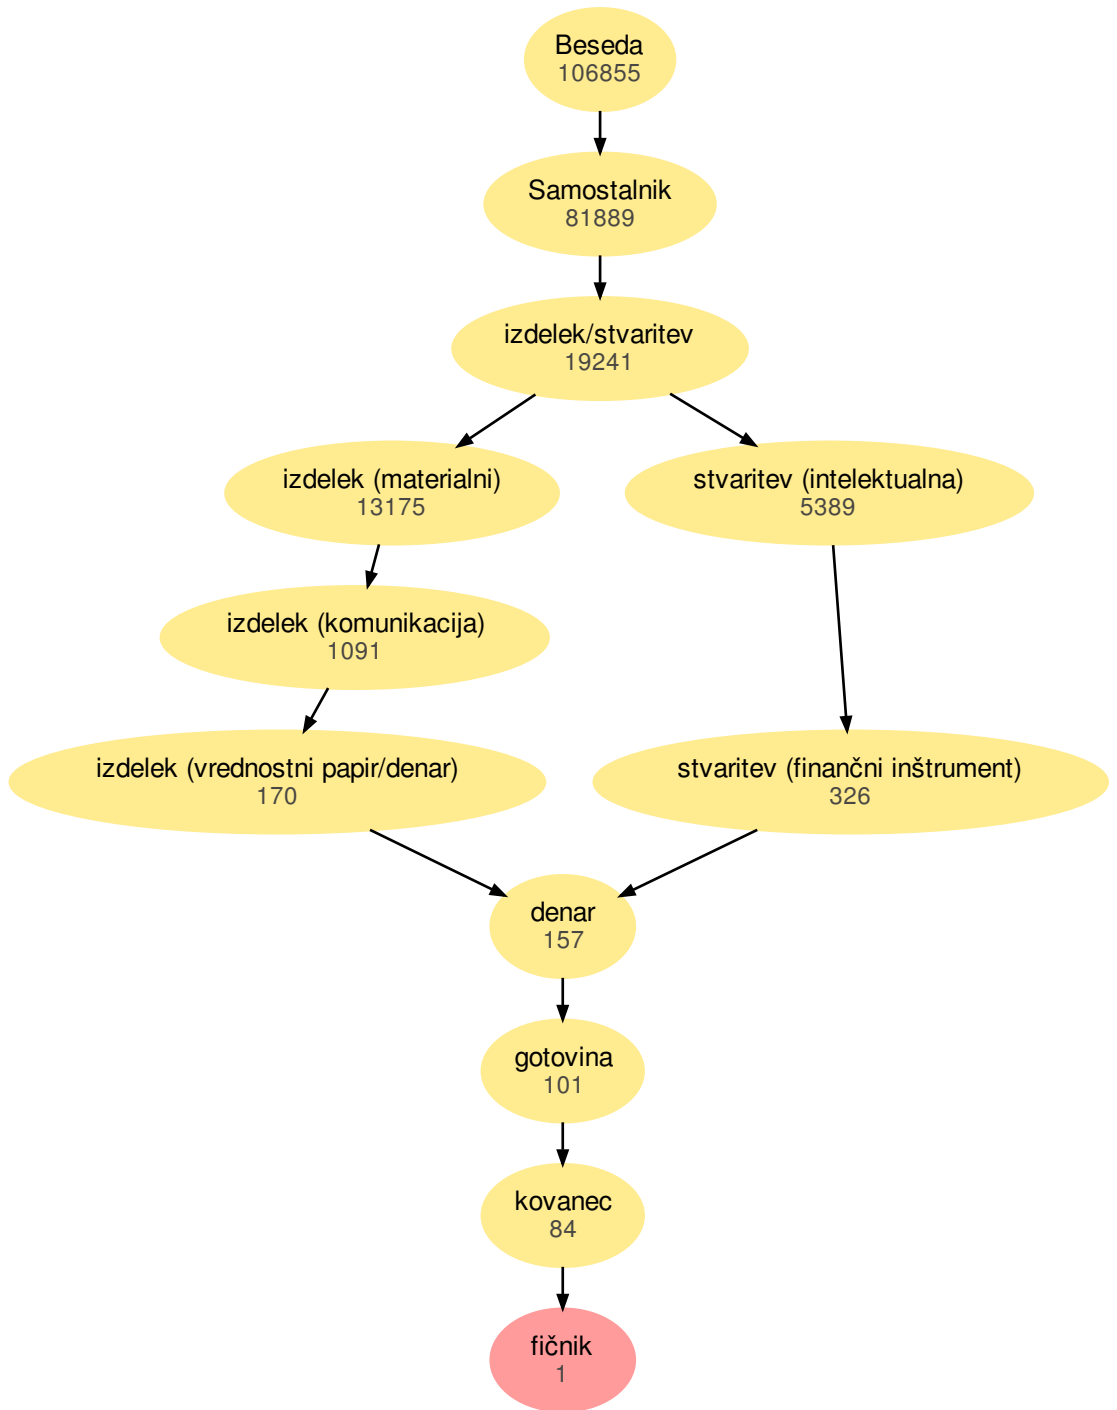 Beseda
106855
Samostalnik
81889
izdelek/stvaritev
19241
izdelek (materialni)
13175
stvaritev (intelektualna)
5389
izdelek (komunikacija)
1091
izdelek (vrednostni papir/denar)
170
stvaritev (finančni inštrument)
326
denar
157
gotovina
101
kovanec
84
fičnik
1